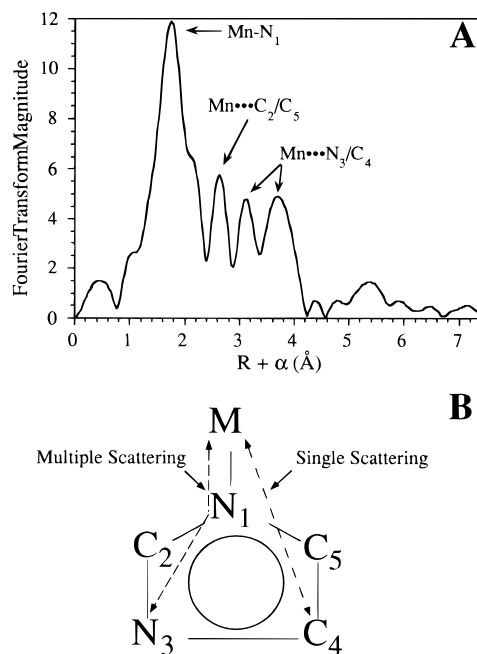 A
12
10
8
6
4
2
0
FourierTransformMagnitude
Mn-N₁
Mn•••C₂/C₅
Mn•••N₃/C₄
0 1 2 3 4 5 6 7
R + α (Å)
B
M
Multiple Scattering
Single Scattering
N₁
C₂
C₅
N₃
C₄